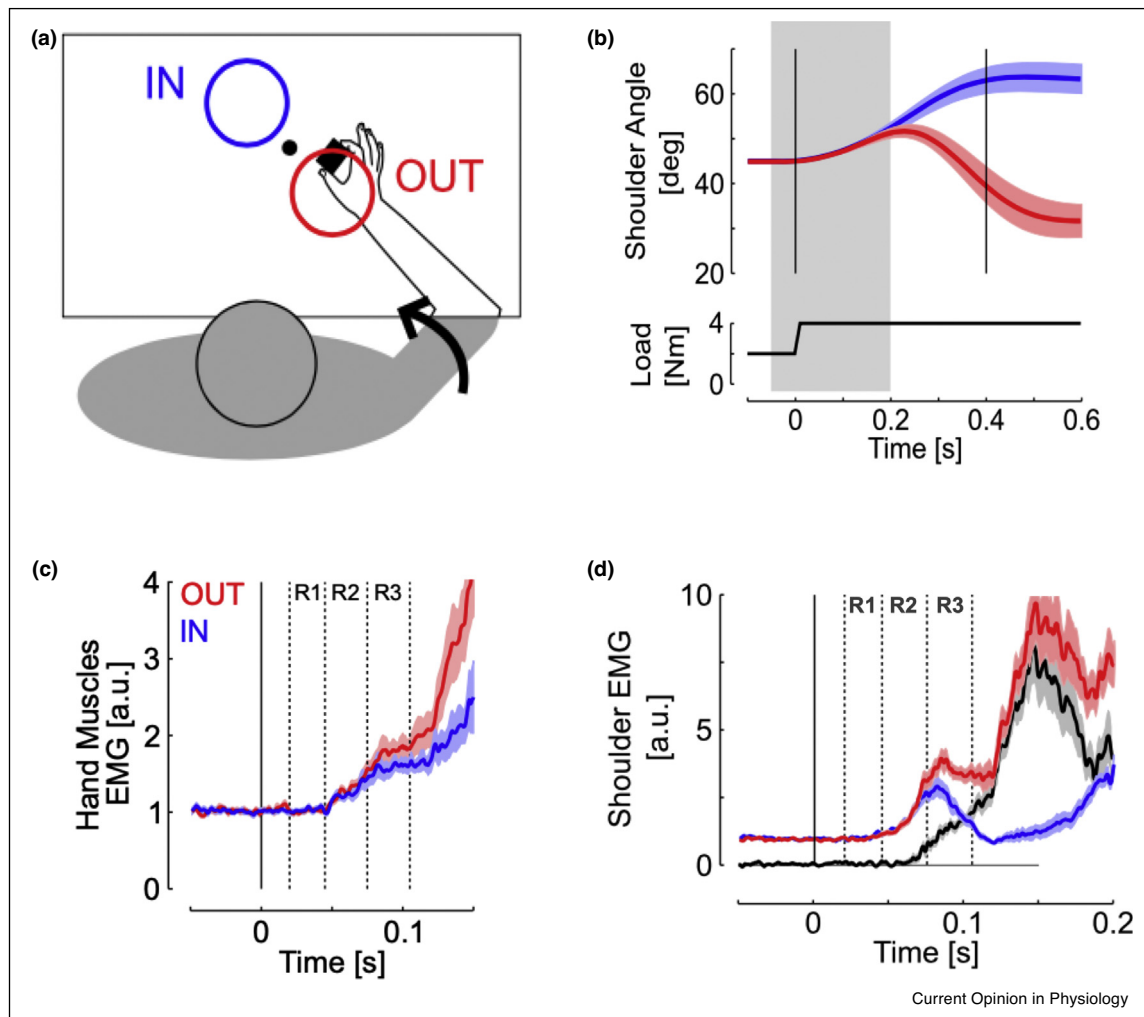 (a)
IN
OUT
(b)
Shoulder Angle
[deg]
60
40
20
Load
[Nm]
4
0
0 0.2 0.4 0.6
Time [s]
(c)
OUT
IN
R1 R2 R3
Hand Muscles
EMG [a.u.]
4
3
2
1
0
0 0.1
Time [s]
(d)
R1 R2 R3
Shoulder EMG
[a.u.]
10
5
0
0 0.1 0.2
Time [s]
Current Opinion in Physiology